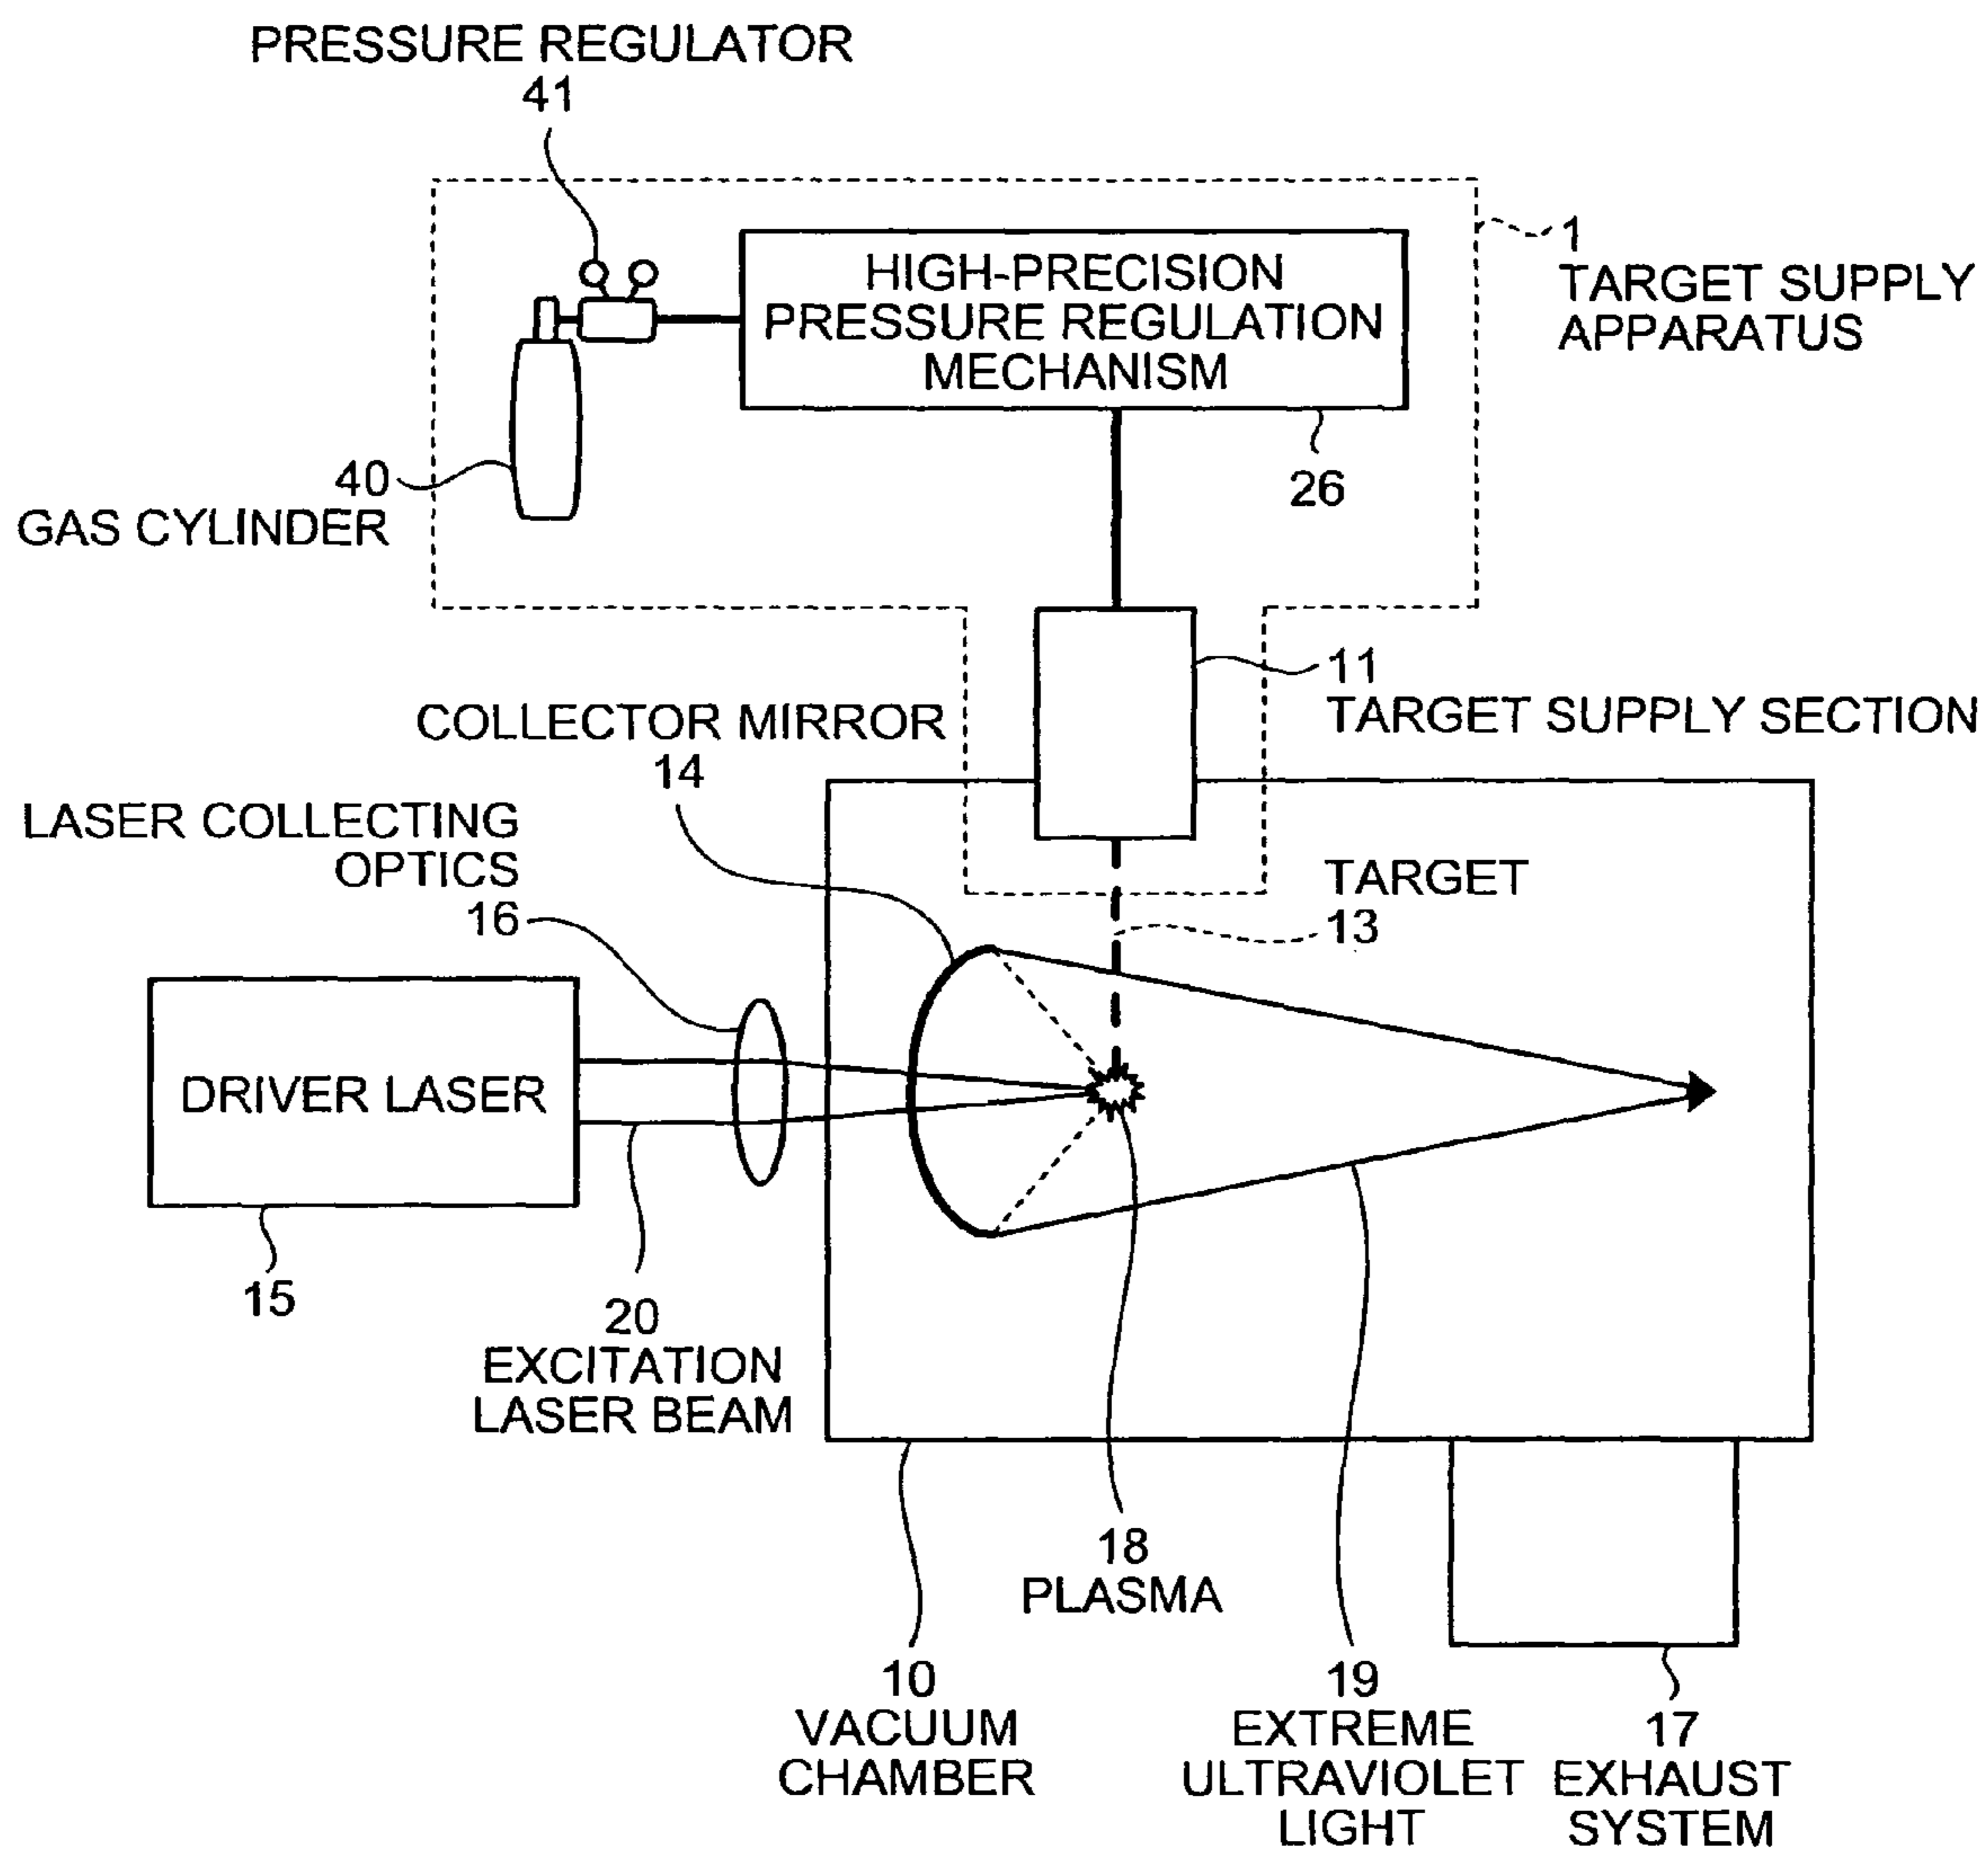 PRESSURE REGULATOR
41
1
TARGET SUPPLY
APPARATUS
HIGH-PRECISION
PRESSURE REGULATION
MECHANISM
26
40
GAS CYLINDER
11
TARGET SUPPLY SECTION
COLLECTOR MIRROR
14
LASER COLLECTING
OPTICS
16
TARGET
13
DRIVER LASER
15
20
EXCITATION
LASER BEAM
18
PLASMA
10
VACUUM
CHAMBER
19
EXTREME
ULTRAVIOLET
LIGHT
17
EXHAUST
SYSTEM